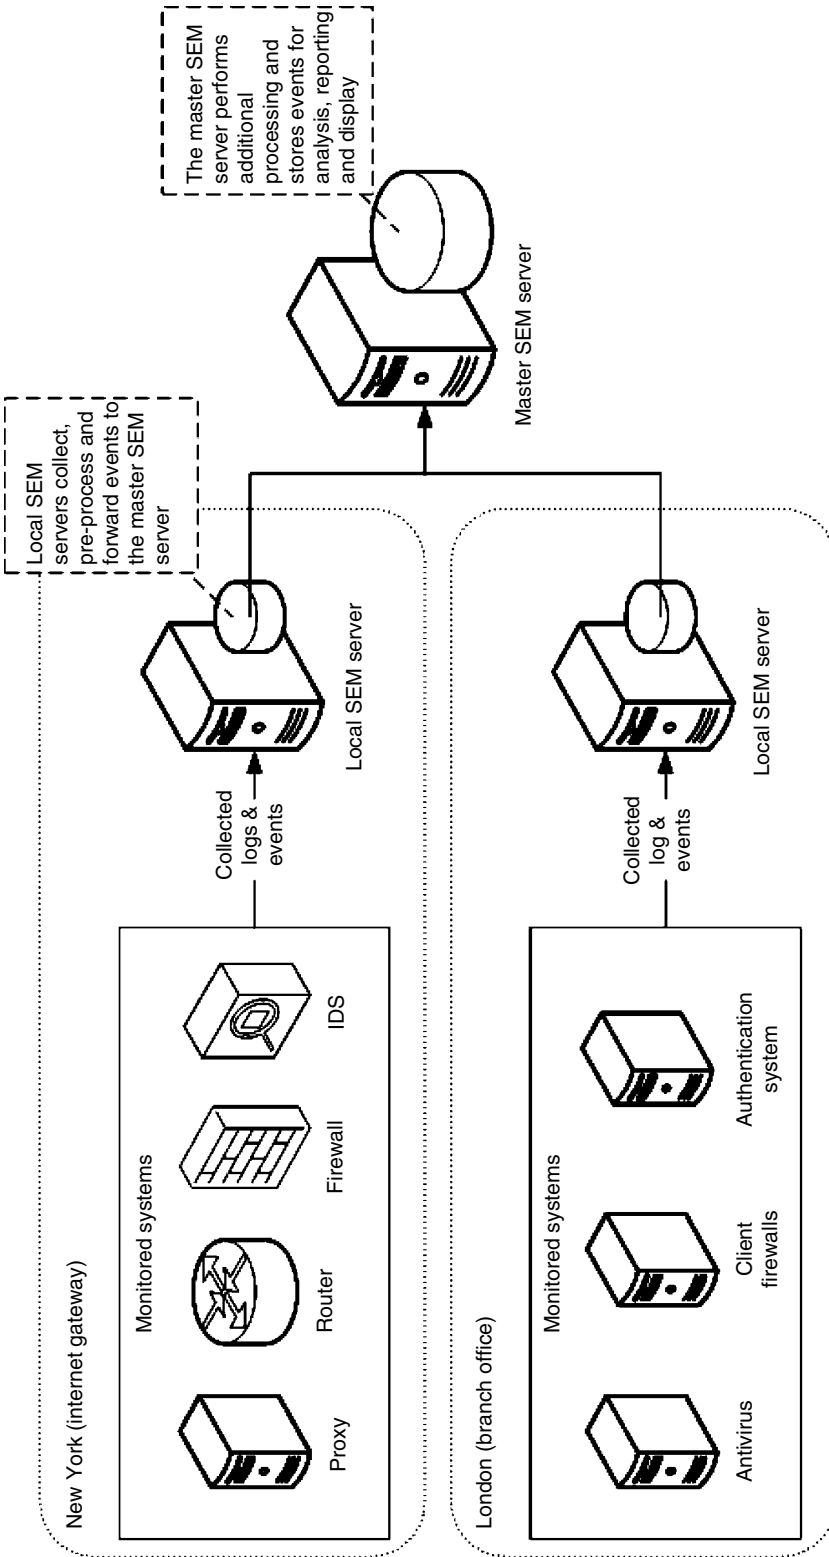 New York (internet gateway)
Monitored systems
Proxy
Router
Firewall
IDS
Collected
logs &
events
Local SEM server
Local SEM
servers collect,
pre-process and
forward events to
the master SEM
server
London (branch office)
Monitored systems
Antivirus
Client
firewalls
Authentication
system
Collected
log &
events
Local SEM server
Master SEM server
The master SEM
server performs
additional
processing and
stores events for
analysis, reporting
and display